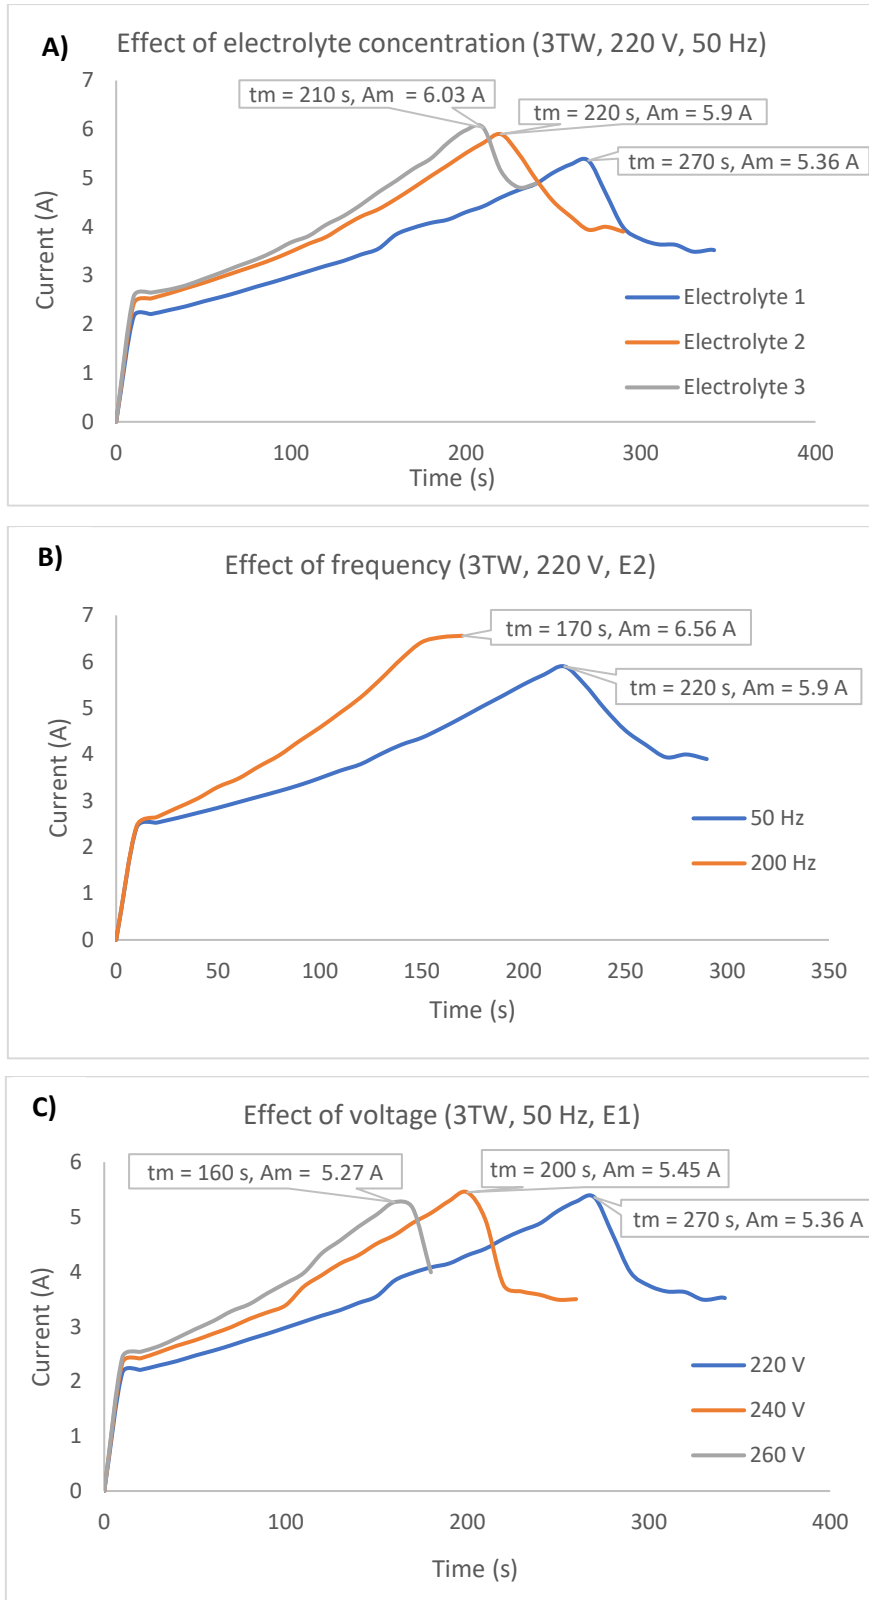 A)
Effect of electrolyte concentration (3TW, 220 V, 50 Hz)
tm = 210 s, Am = 6.03 A
tm = 220 s, Am = 5.9 A
tm = 270 s, Am = 5.36 A
Current (A)
7
6
5
4
3
2
1
0
Electrolyte 1
Electrolyte 2
Electrolyte 3
0 100 200 300 400
Time (s)
B)
Effect of frequency (3TW, 220 V, E2)
tm = 170 s, Am = 6.56 A
tm = 220 s, Am = 5.9 A
Current (A)
7
6
5
4
3
2
1
0
50 Hz
200 Hz
0 50 100 150 200 250 300 350
Time (s)
C)
Effect of voltage (3TW, 50 Hz, E1)
tm = 160 s, Am = 5.27 A
tm = 200 s, Am = 5.45 A
tm = 270 s, Am = 5.36 A
Current (A)
6
5
4
3
2
1
0
220 V
240 V
260 V
0 100 200 300 400
Time (s)